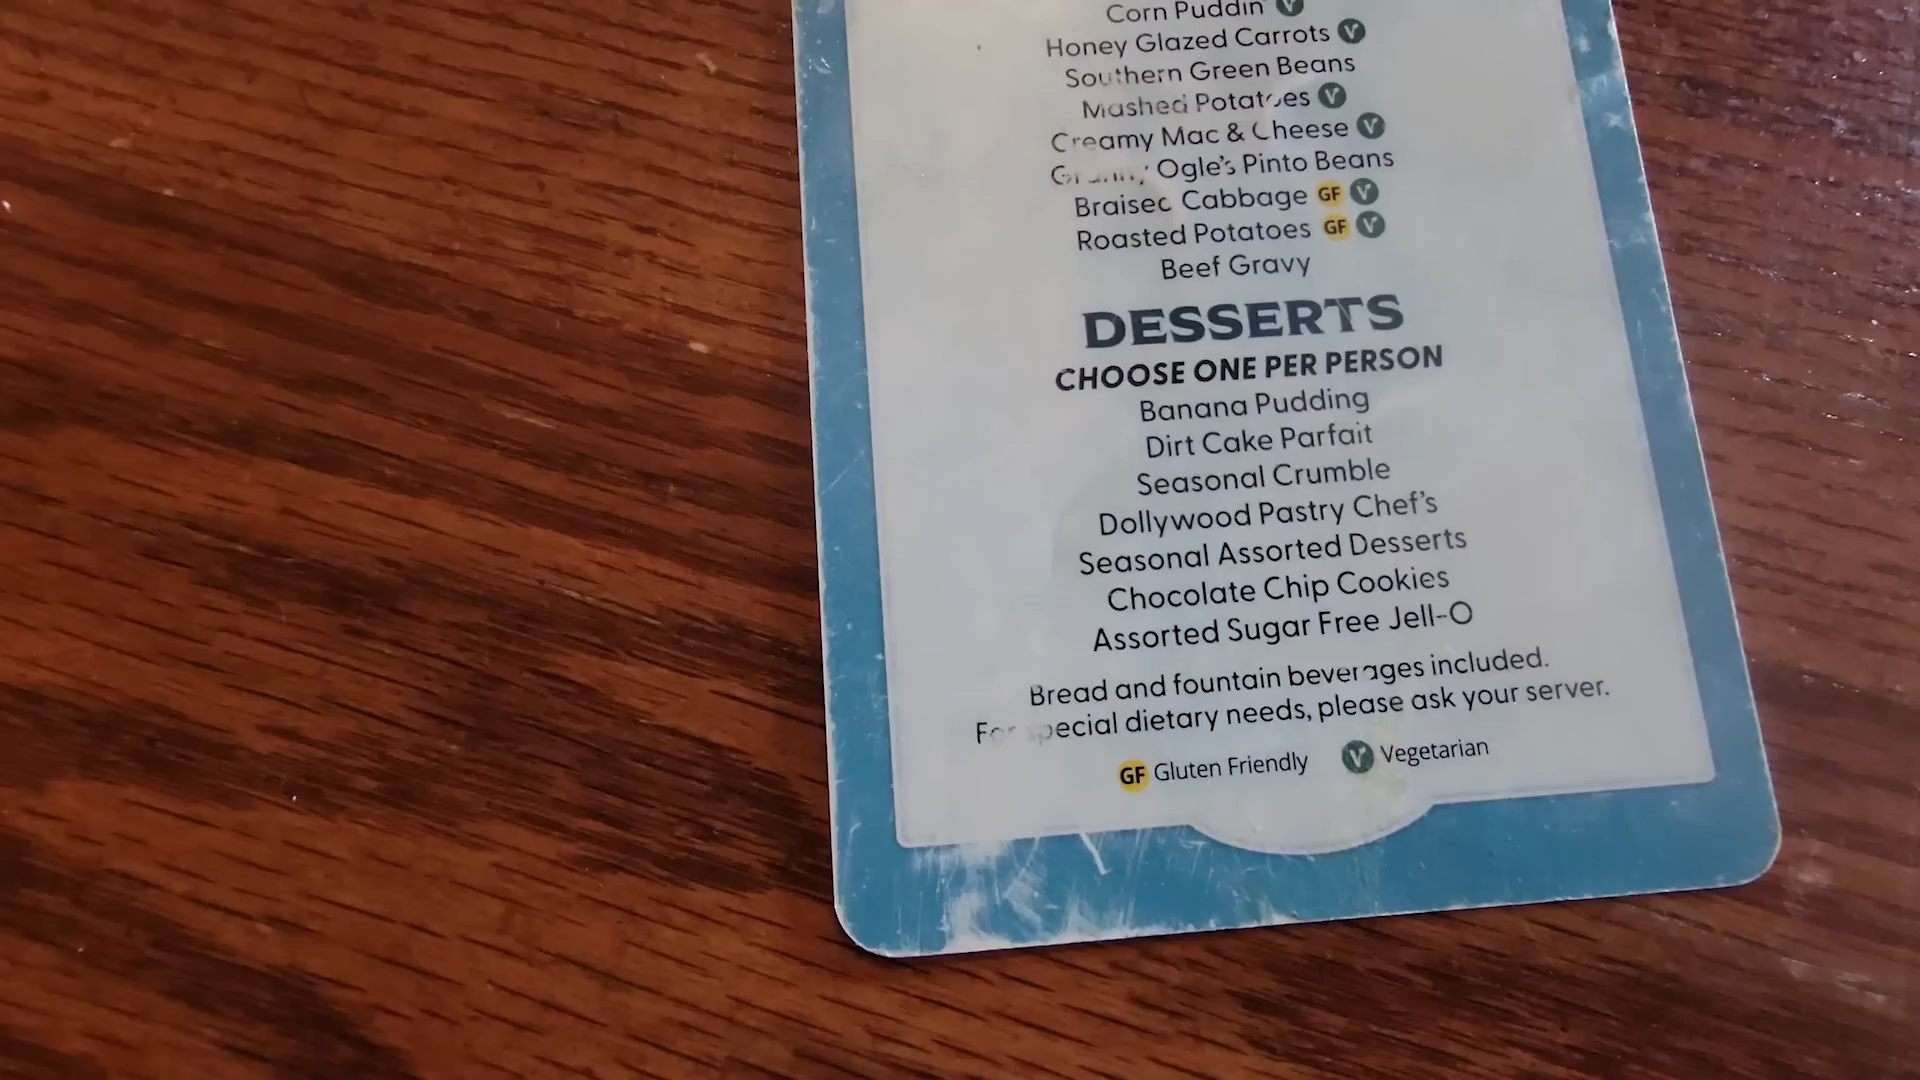 Corn Puddin' V
Honey Glazed Carrots V
Southern Green Beans
Mashed Potatoes V
Creamy Mac & Cheese V
Granny Ogle's Pinto Beans
Braised Cabbage GF V
Roasted Potatoes GF V
Beef Gravy
DESSERTS
CHOOSE ONE PER PERSON
Banana Pudding
Dirt Cake Parfait
Seasonal Crumble
Dollywood Pastry Chef's
Seasonal Assorted Desserts
Chocolate Chip Cookies
Assorted Sugar Free Jell-O
Bread and fountain beverages included.
For special dietary needs, please ask your server.
GF Gluten Friendly V Vegetarian